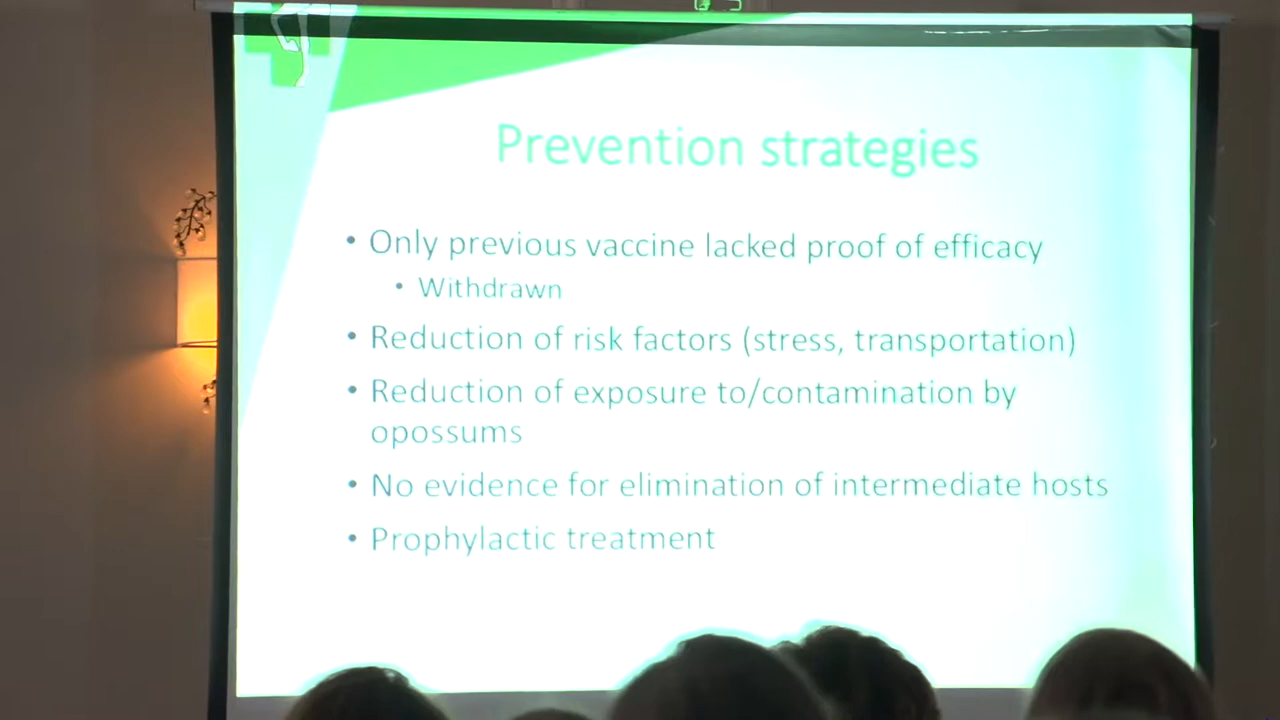 Prevention strategies
• Only previous vaccine lacked proof of efficacy
• Withdrawn
• Reduction of risk factors (stress, transportation)
• Reduction of exposure to/contamination by
opossums
• No evidence for elimination of intermediate hosts
• Prophylactic treatment